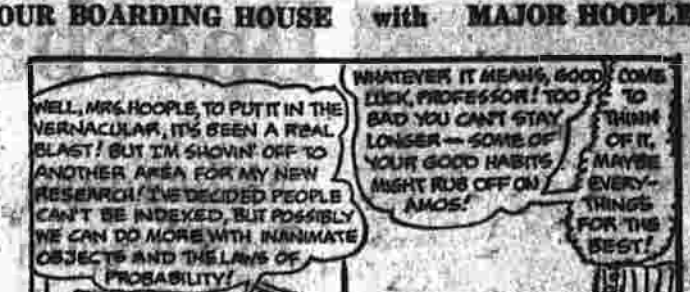 OUR BOARDING HOUSE with MAJOR HOOPLE
WELL, MRS. HOOPLE, TO PUT IT IN THE
VERNACULAR, IT'S BEEN A REAL
BLAST! BUT I'M SHOVIN' OFF TO
ANOTHER AREA FOR MY NEW
RESEARCH! I'VE DECIDED PEOPLE
CAN'T BE INDEXED, BUT POSSIBLY
WE CAN DO MORE WITH INANIMATE
OBJECTS AND THE LAWS OF
PROBABILITY!
WHATEVER IT MEANS, GOOD
LUCK, PROFESSOR! TOO
BAD YOU CAN'T STAY
LONGER — SOME OF
YOUR GOOD HABITS
MIGHT RUB OFF ON
AMOS!
COME
TO
THINK
OF IT,
MAYBE
EVERY-
THING'S
FOR THE
BEST!